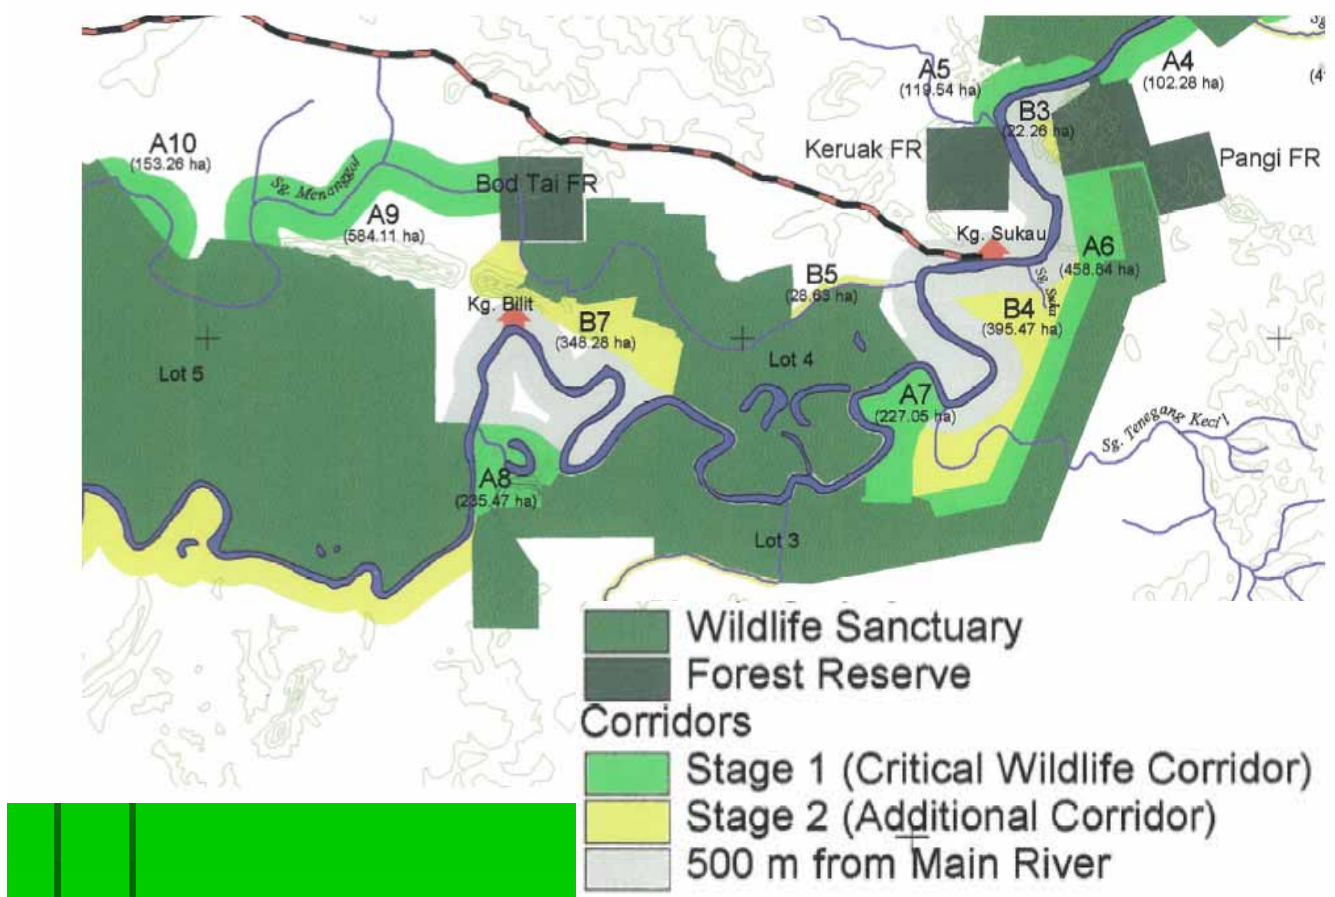 A10
(153.26 ha)
Sg. Menanggol
A9
(584.11 ha)
Bod Tai FR
A5
(119.54 ha)
A4
(102.28 ha)
B3
(22.26 ha)
Keruak FR
Pangi FR
Kg. Sukau
A6
(458.84 ha)
B5
(28.63 ha)
B4
(395.47 ha)
Kg. Bilit
B7
(348.28 ha)
Lot 5
Lot 4
A7
(227.05 ha)
Sg. Tenegang Keci'l
A8
(235.47 ha)
Lot 3
Wildlife Sanctuary
Forest Reserve
Corridors
Stage 1 (Critical Wildlife Corridor)
Stage 2 (Additional Corridor)
500 m from Main River